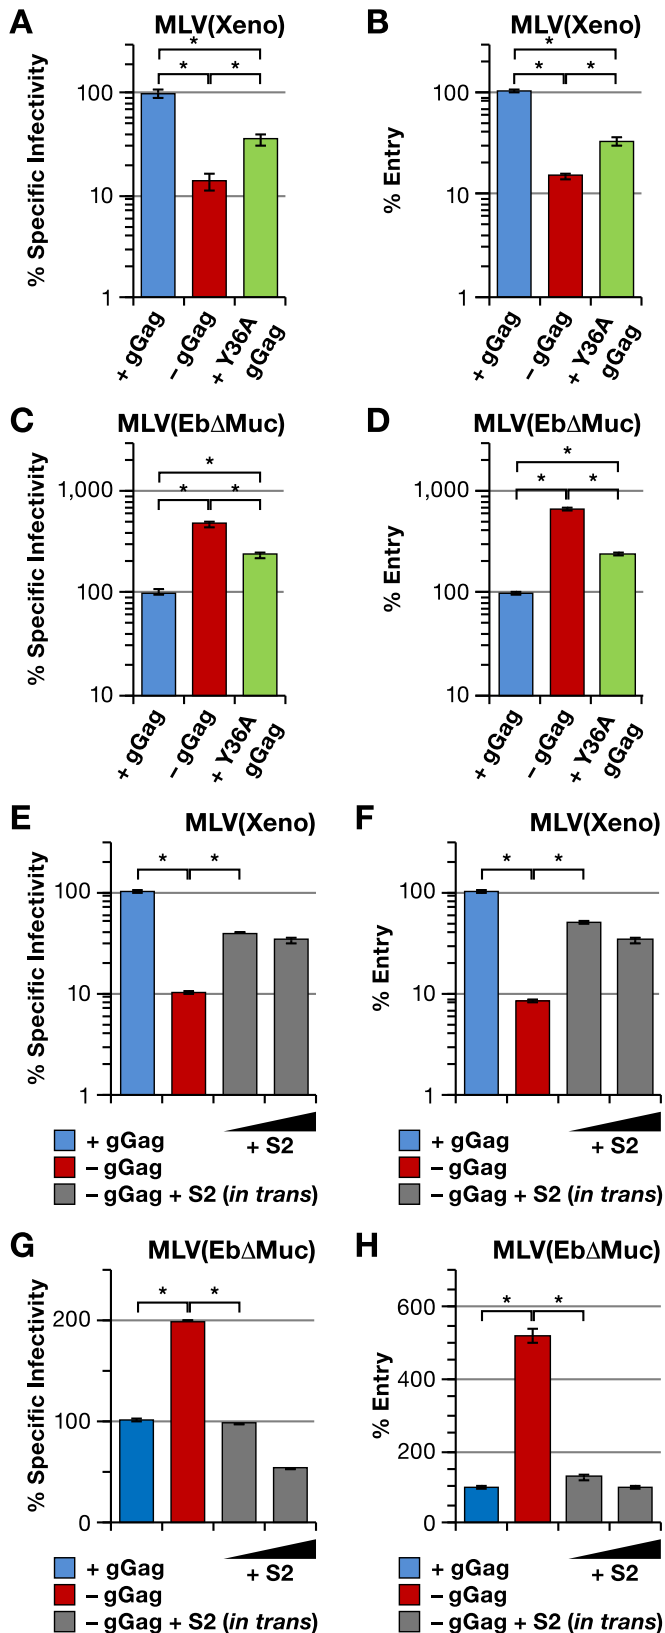 A
MLV(Xeno)
% Specific Infectivity
100
10
1
*
*
*
+ gGag
– gGag
+ Y36A
gGag
B
MLV(Xeno)
% Entry
100
10
1
*
*
*
+ gGag
– gGag
+ Y36A
gGag
C
MLV(EbΔMuc)
% Specific Infectivity
1,000
100
10
*
*
*
+ gGag
– gGag
+ Y36A
gGag
D
MLV(EbΔMuc)
% Entry
1,000
100
10
*
*
*
+ gGag
– gGag
+ Y36A
gGag
E
MLV(Xeno)
% Specific Infectivity
100
10
1
*
*
+ S2
+ gGag
– gGag
– gGag + S2 (in trans)
F
MLV(Xeno)
% Entry
100
10
1
*
*
+ S2
+ gGag
– gGag
– gGag + S2 (in trans)
G
MLV(EbΔMuc)
% Specific Infectivity
200
100
0
*
*
+ S2
+ gGag
– gGag
– gGag + S2 (in trans)
H
MLV(EbΔMuc)
% Entry
600
400
200
0
*
*
+ S2
+ gGag
– gGag
– gGag + S2 (in trans)